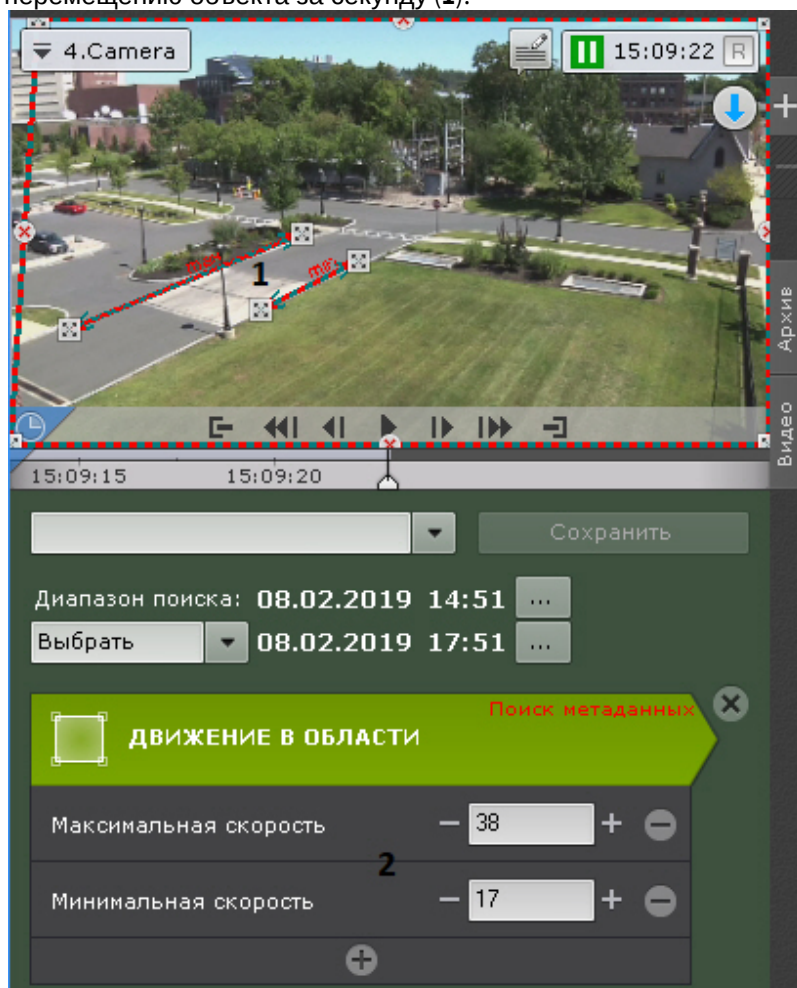 перемещению объекта за секунду (1).
4.Camera
15:09:22 R
max
1
Архив
Видео
15:09:15 15:09:20
Сохранить
Диапазон поиска: 08.02.2019 14:51 ...
Выбрать 08.02.2019 17:51 ...
Поиск метаданных
ДВИЖЕНИЕ В ОБЛАСТИ
Максимальная скорость − 38 +
2
Минимальная скорость − 17 +